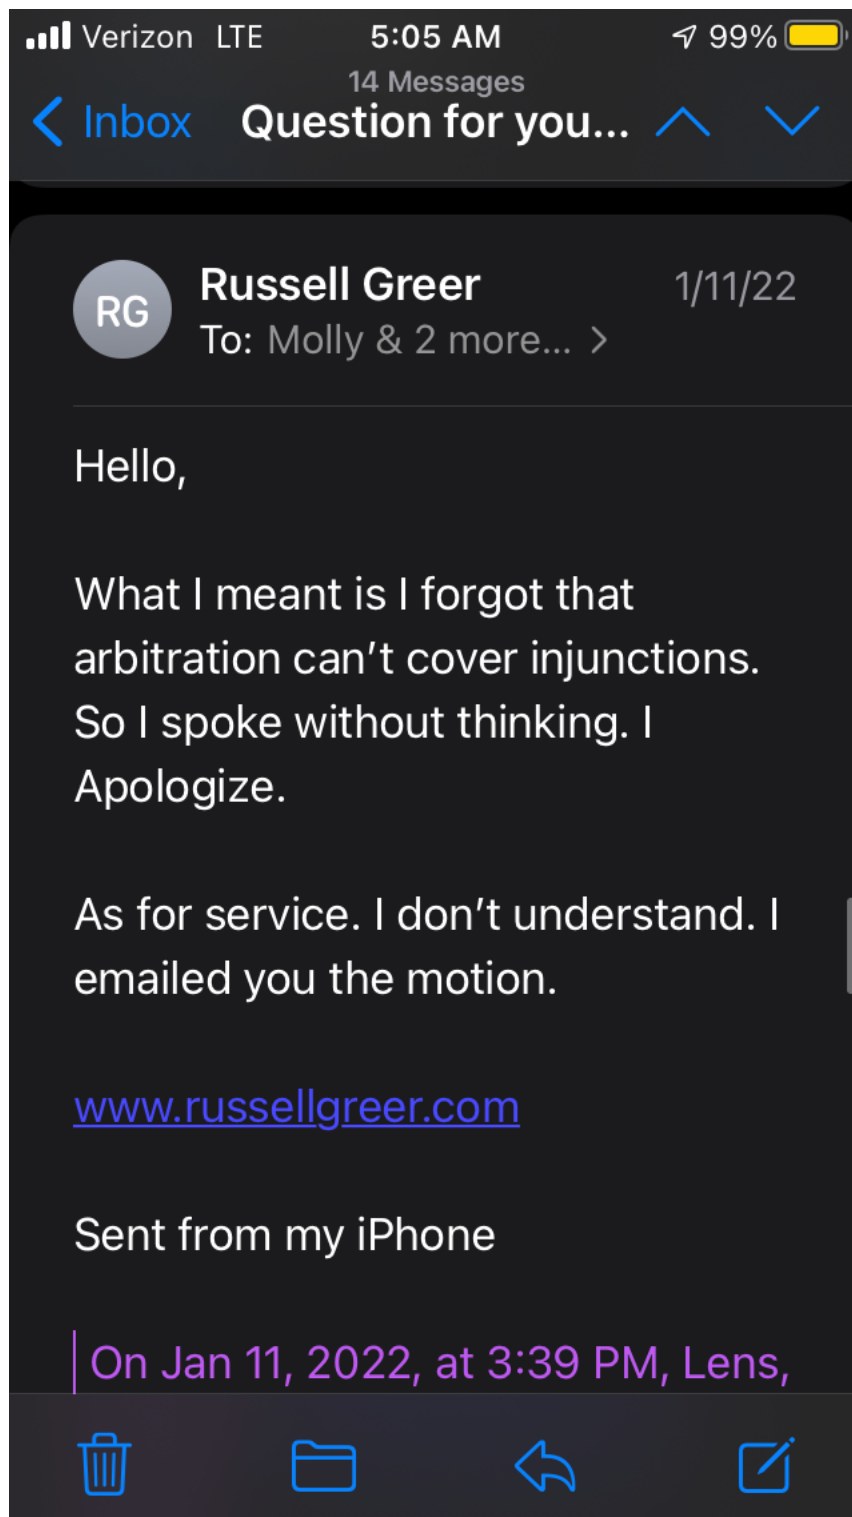 Verizon LTE 5:05 AM 99%
14 Messages
Inbox Question for you...
RG Russell Greer 1/11/22
To: Molly & 2 more...
Hello,
What I meant is I forgot that
arbitration can't cover injunctions.
So I spoke without thinking. I
Apologize.
As for service. I don't understand. I
emailed you the motion.
www.russellgreer.com
Sent from my iPhone
On Jan 11, 2022, at 3:39 PM, Lens,